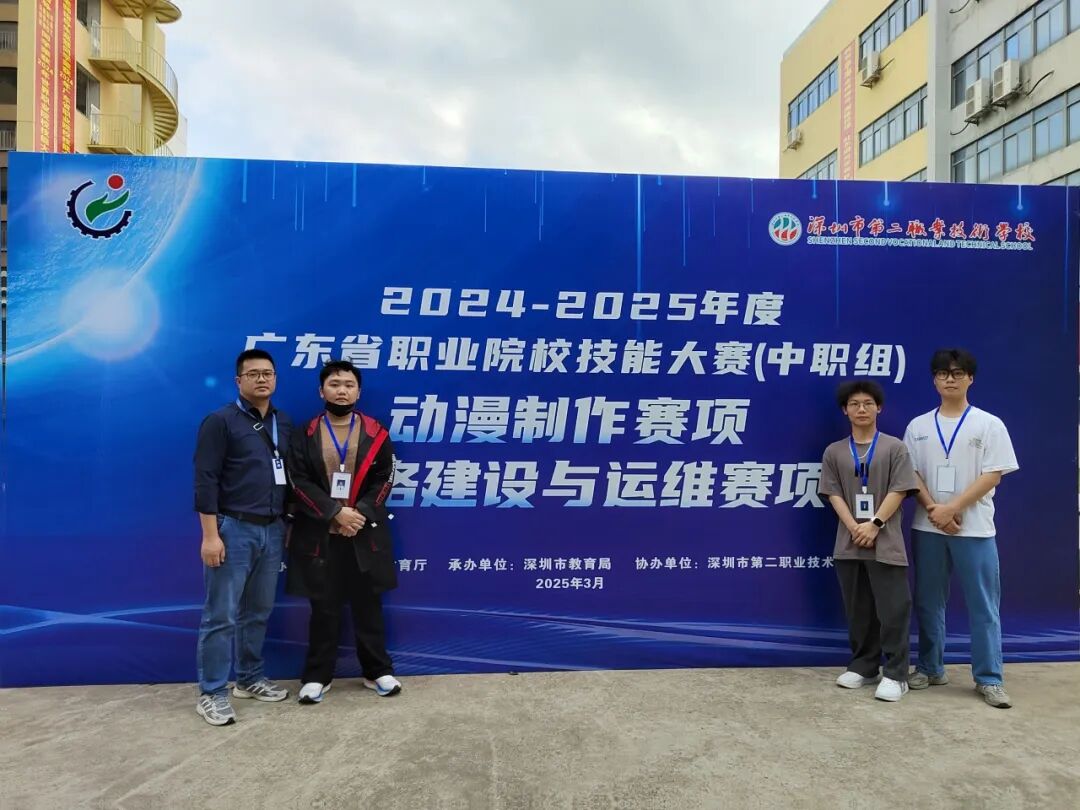 深圳市第二職業技術学校
SHENZHEN SECOND VOCATIONAL AND TECHNICAL SCHOOL
2024-2025年度
广东省职业院校技能大赛(中职组)
动漫制作赛项
络建设与运维赛项
育厅 承办单位：深圳市教育局 协办单位：深圳市第二职业技术
2025年3月